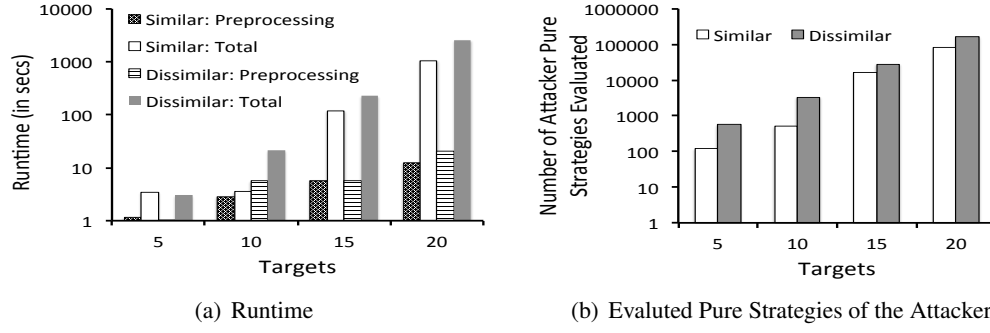 10000
1000
100
10
1
Runtime (in secs)
Similar: Preprocessing
Similar: Total
Dissimilar: Preprocessing
Dissimilar: Total
5 10 15 20
Targets
(a) Runtime
1000000
100000
10000
1000
100
10
1
Number of Attacker Pure
Strategies Evaluated
Similar Dissimilar
5 10 15 20
Targets
(b) Evaluted Pure Strategies of the Attacker